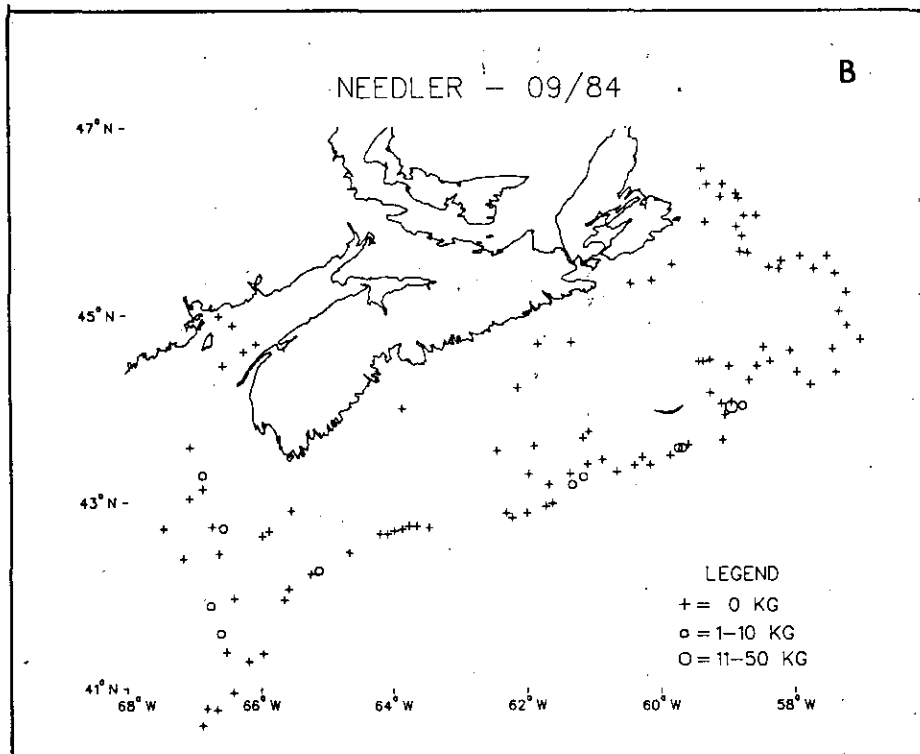 B
NEEDLER - 09/84
47°N
45°N
43°N
41°N
LEGEND
+ = 0 KG
o = 1-10 KG
O = 11-50 KG
68°W 66°W 64°W 62°W 60°W 58°W